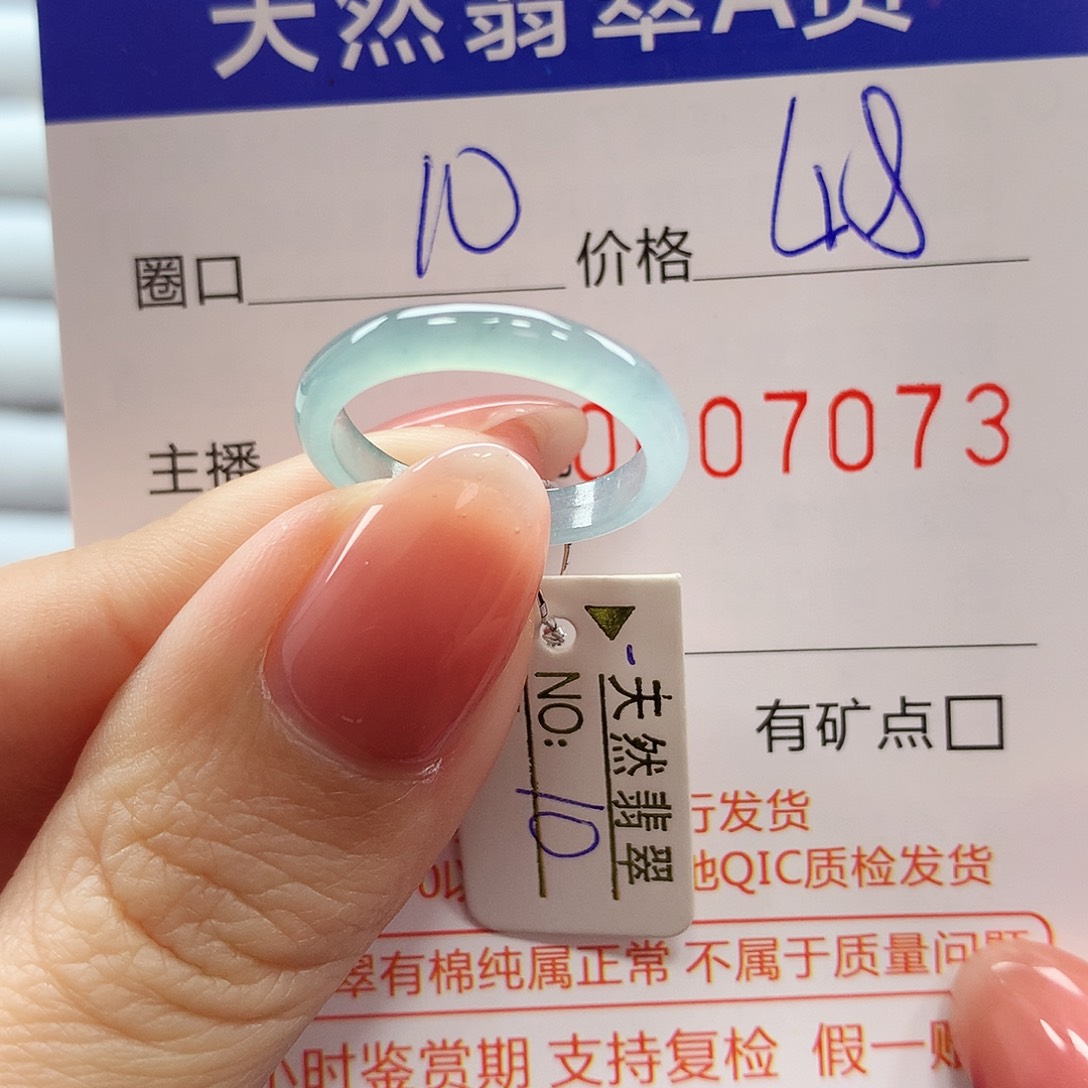 天然翡翠A货
圈口 10 价格 48
主播
07073
天然翡翠
NO: 10
有矿点□
行发货
他QIC质检发货
翠有棉纯属正常 不属于质量问题
小时鉴赏期 支持复检 假一